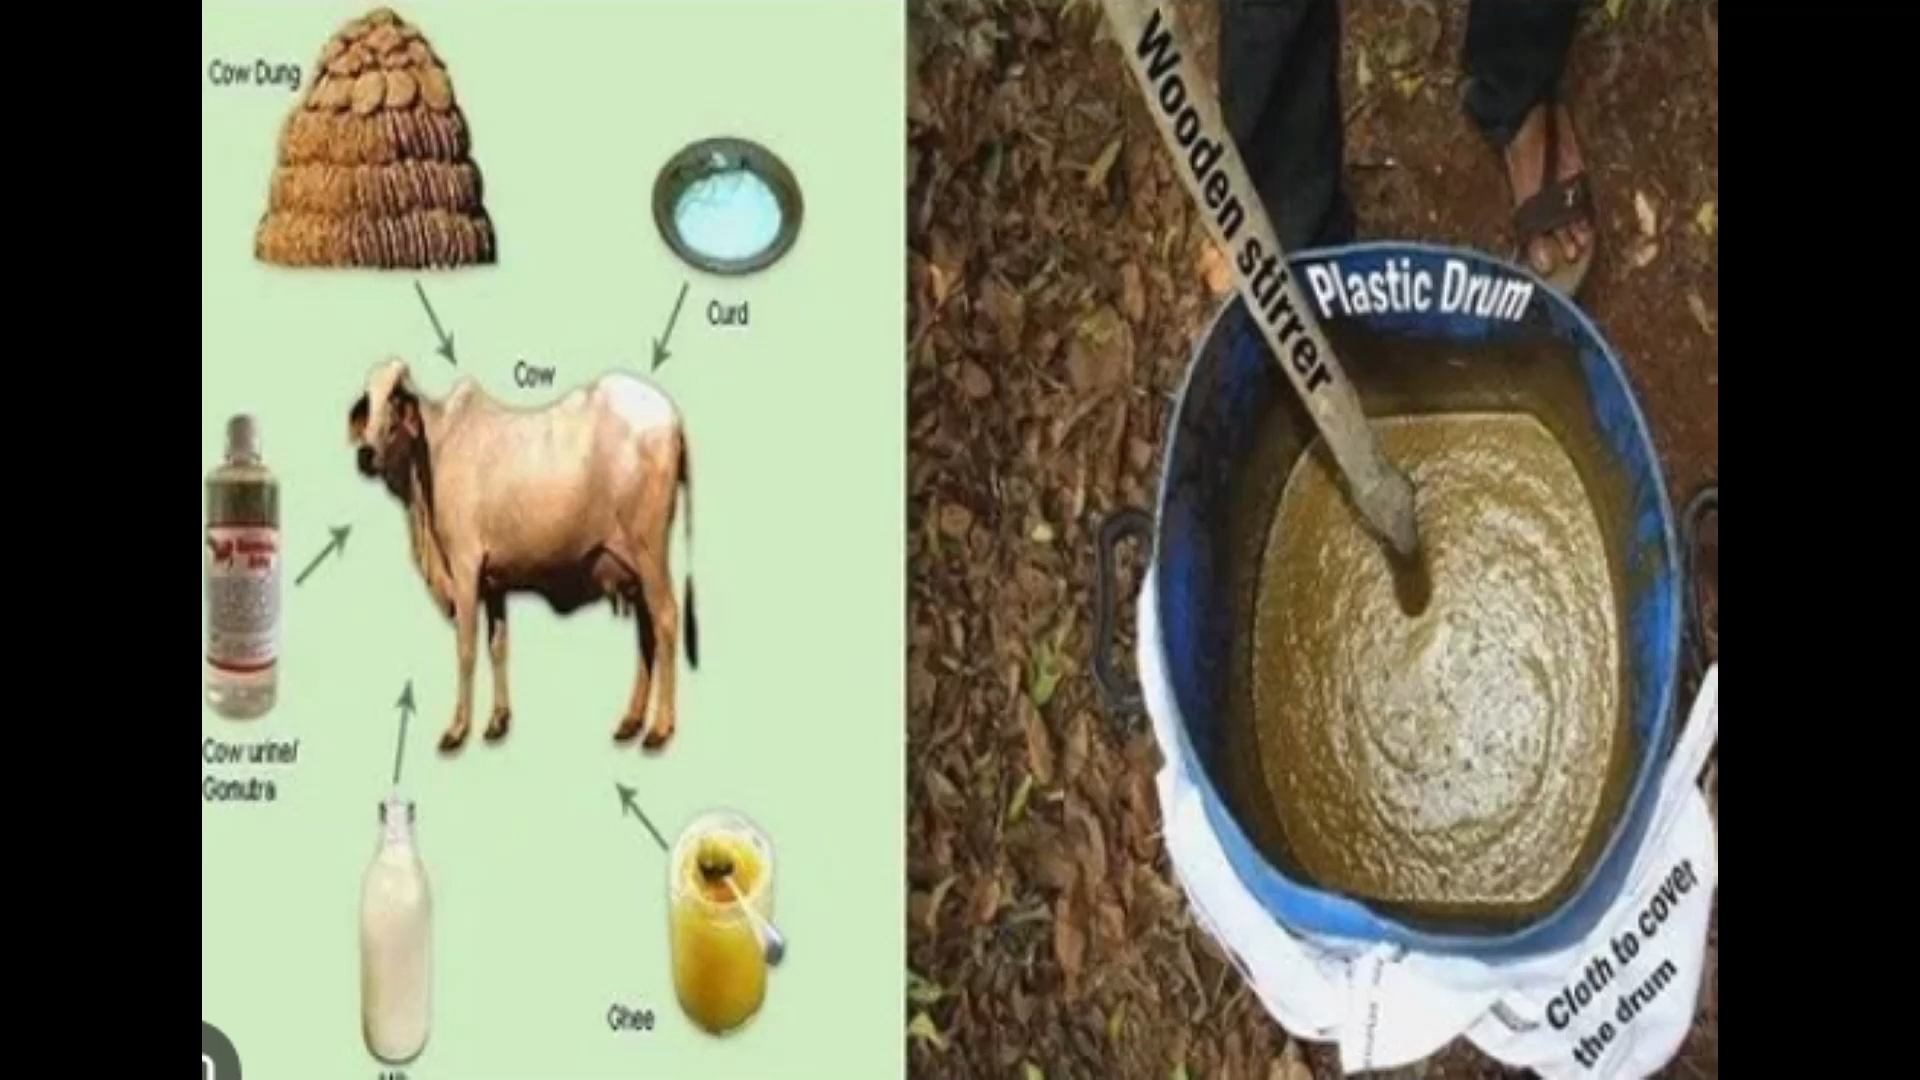 Cow Dung
Curd
Cow
Cow urine/
Gomutra
Ghee
Wooden stirrer
Plastic Drum
Cloth to cover
the drum